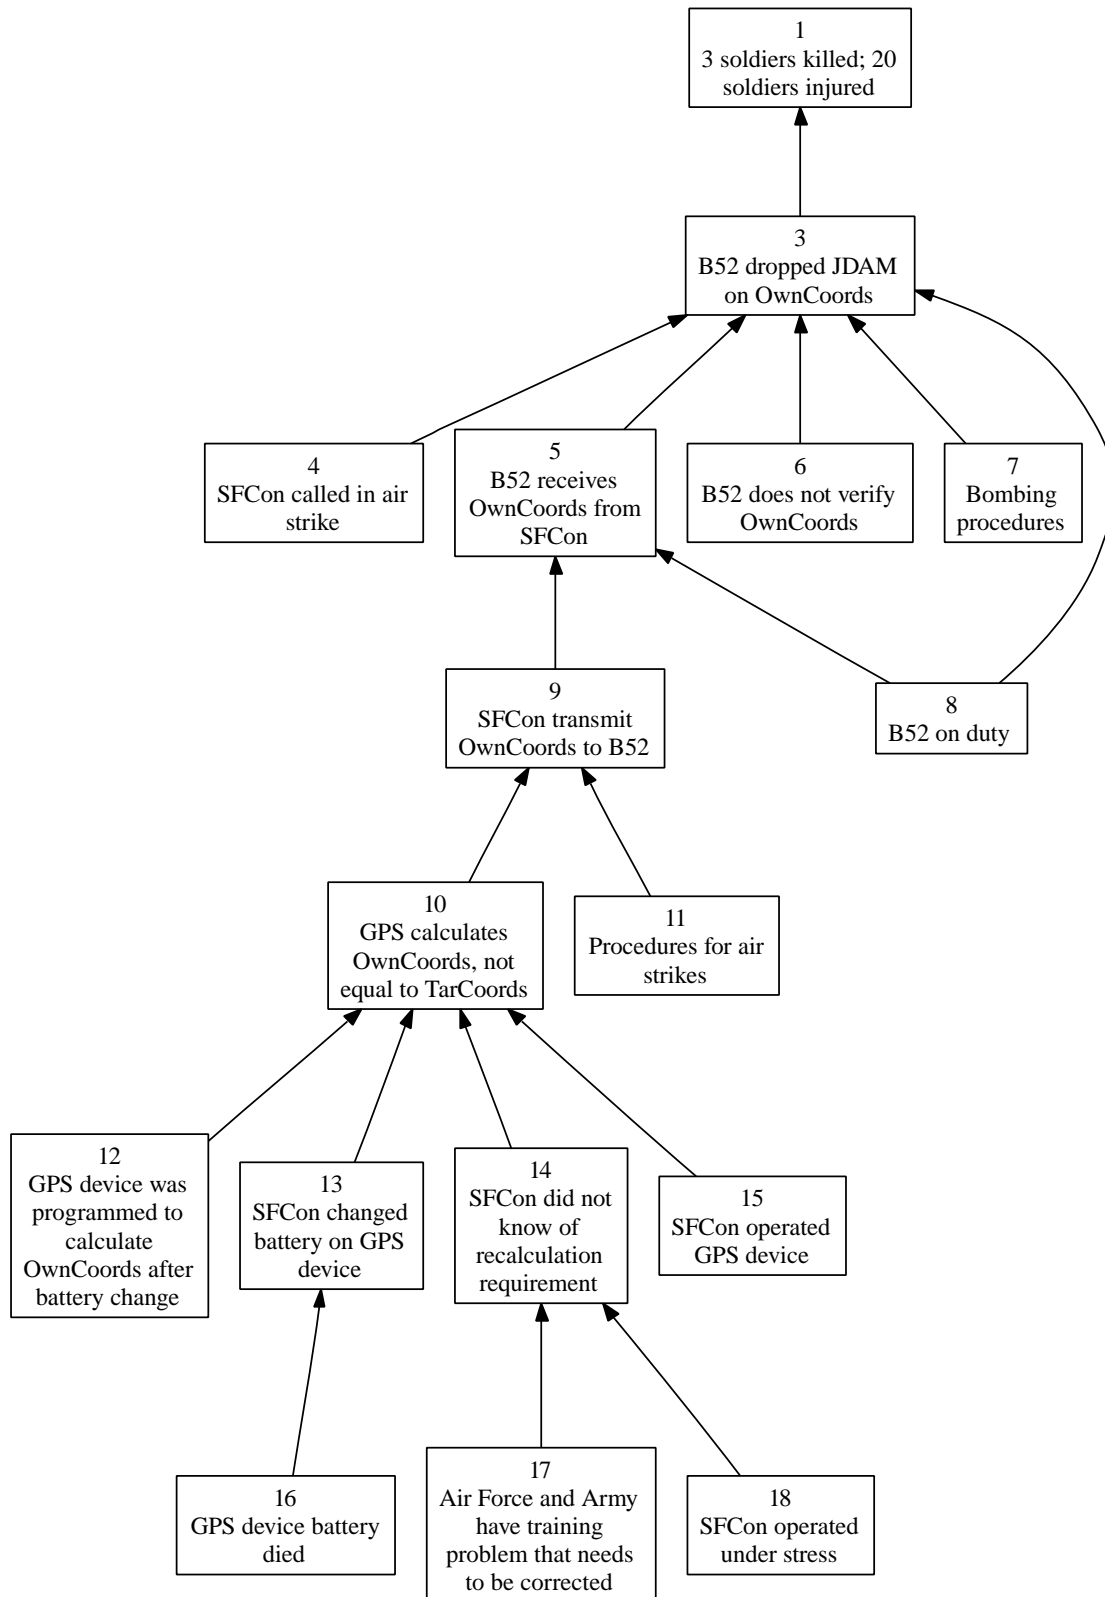 1
3 soldiers killed; 20
soldiers injured
3
B52 dropped JDAM
on OwnCoords
4
SFCon called in air
strike
5
B52 receives
OwnCoords from
SFCon
6
B52 does not verify
OwnCoords
7
Bombing
procedures
9
SFCon transmit
OwnCoords to B52
8
B52 on duty
10
GPS calculates
OwnCoords, not
equal to TarCoords
11
Procedures for air
strikes
12
GPS device was
programmed to
calculate
OwnCoords after
battery change
13
SFCon changed
battery on GPS
device
14
SFCon did not
know of
recalculation
requirement
15
SFCon operated
GPS device
16
GPS device battery
died
17
Air Force and Army
have training
problem that needs
to be corrected
18
SFCon operated
under stress